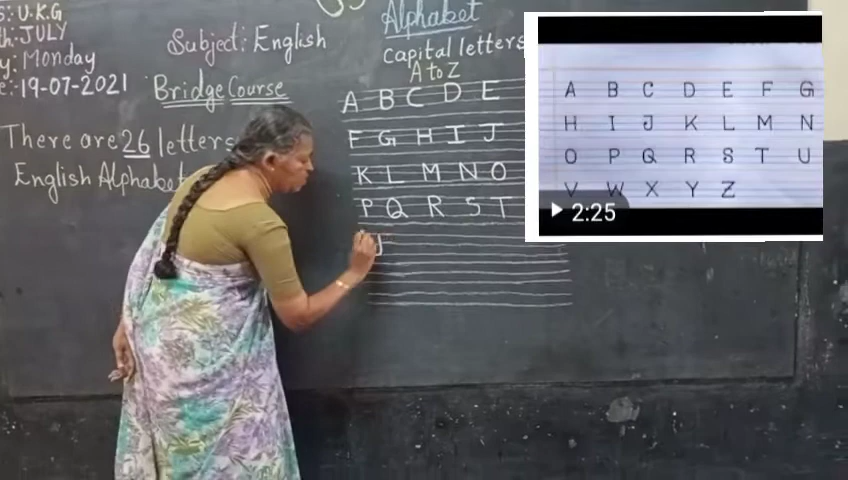 U.K.G
JULY
Monday
19-07-2021
Subject: English
Bridge Course
There are 26 letters
English Alphabet
Alphabet
Capital letters
A to Z
A B C D E
F G H I J
K L M N O
P Q R S T
U
A B C D E F G
H I J K L M N
O P Q R S T U
V W X Y Z
2:25